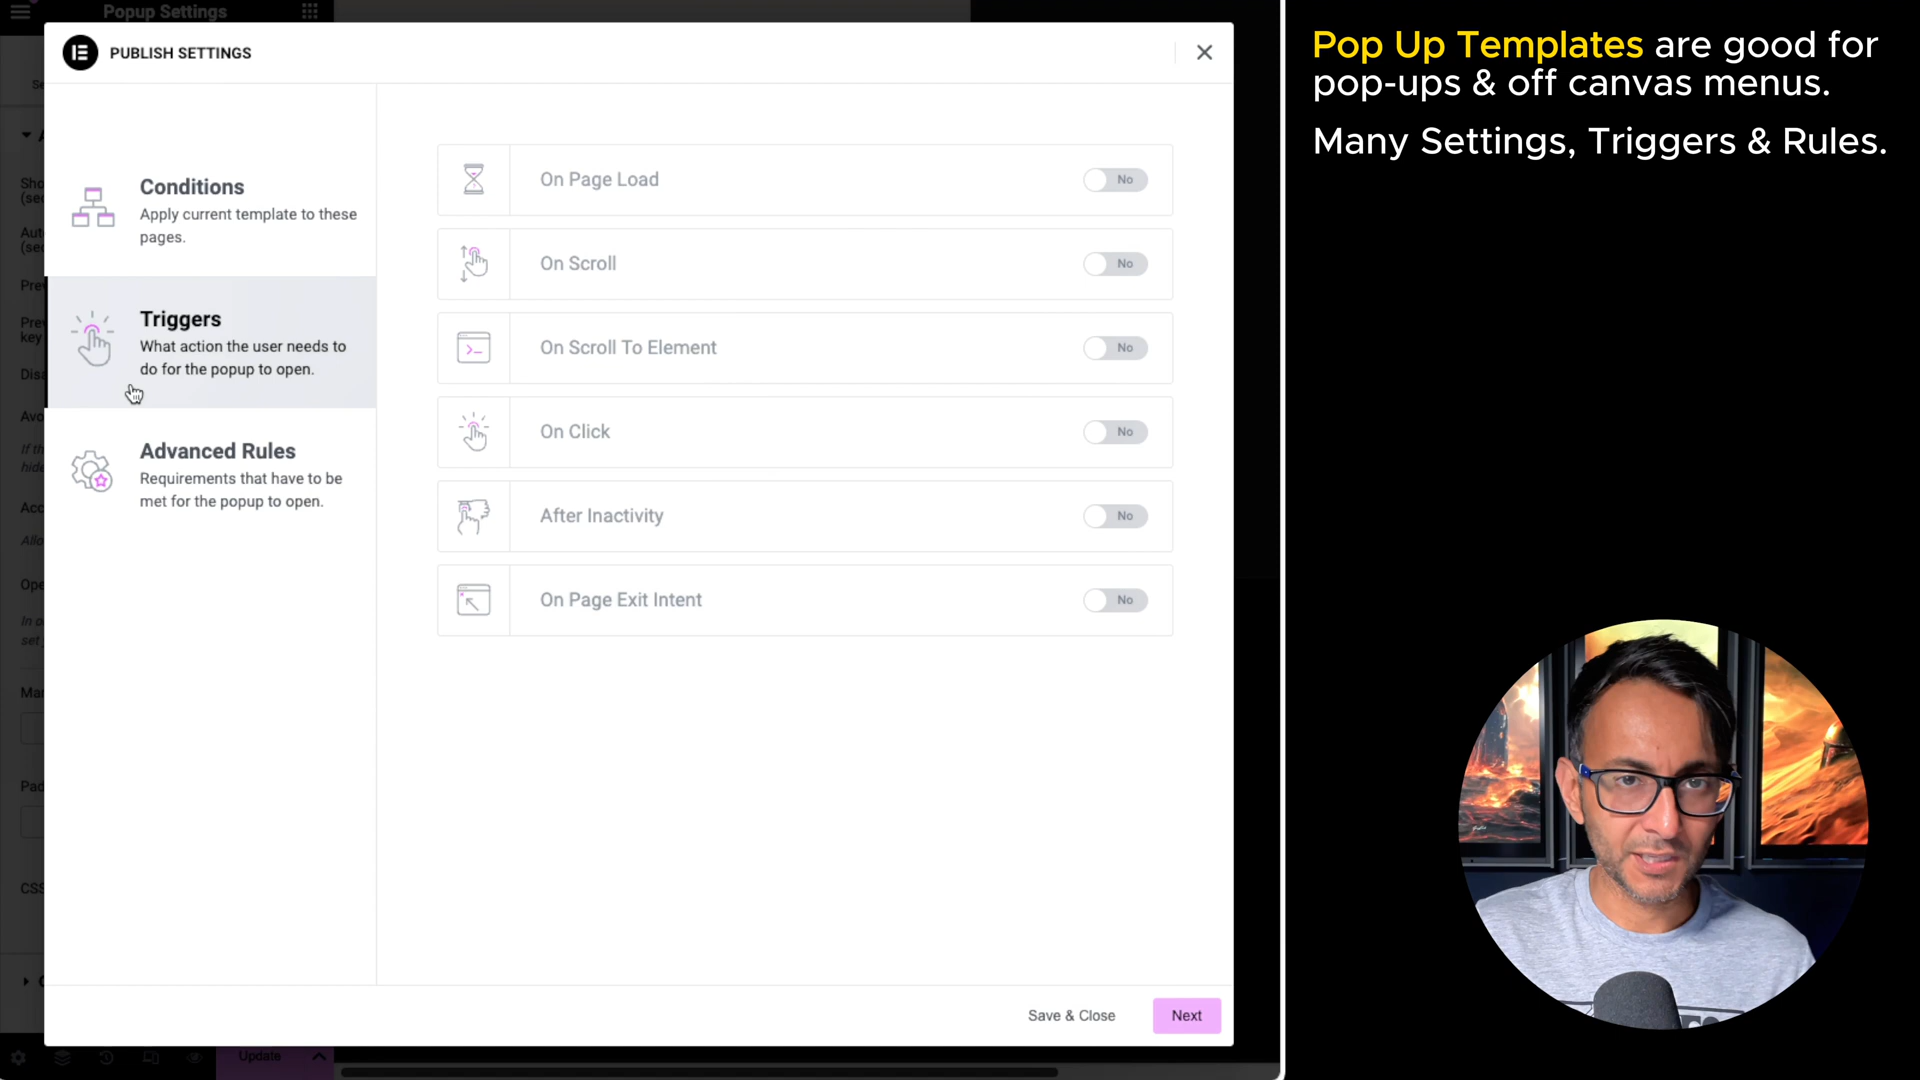 Popup Settings
PUBLISH SETTINGS
Pop Up Templates are good for
pop-ups & off canvas menus.
Many Settings, Triggers & Rules.
Conditions
Apply current template to these
pages.
Triggers
What action the user needs to
do for the popup to open.
Advanced Rules
Requirements that have to be
met for the popup to open.
On Page Load
No
On Scroll
No
On Scroll To Element
No
On Click
No
After Inactivity
No
On Page Exit Intent
No
Save & Close
Next
Update
CSS